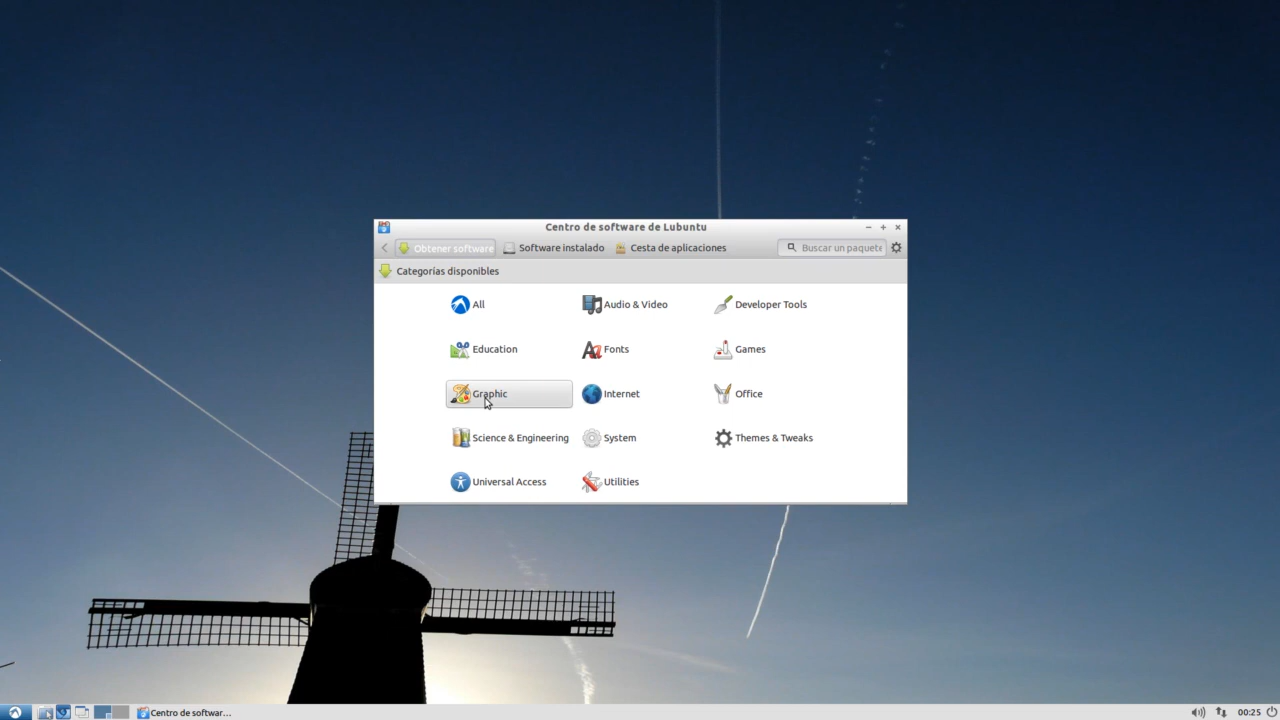 Centro de software de Lubuntu
Obtener software Software instalado Cesta de aplicaciones Buscar un paquete
Categorías disponibles
All Audio & Video Developer Tools
Education Fonts Games
Graphic Internet Office
Science & Engineering System Themes & Tweaks
Universal Access Utilities
Centro de softwar... 00:25